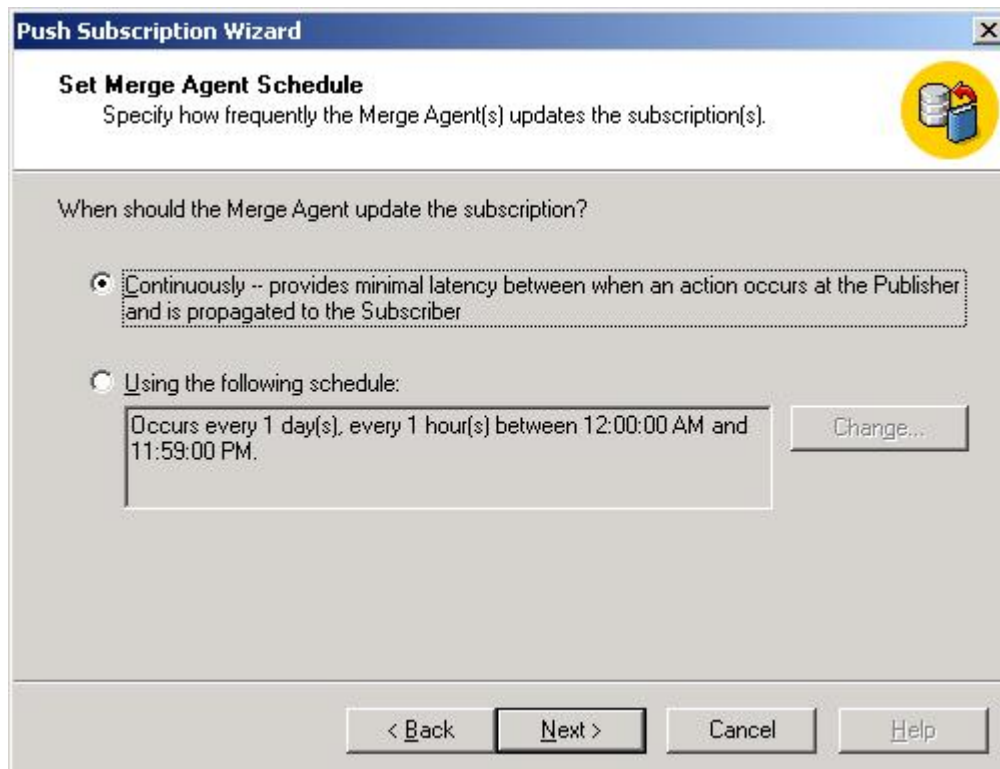 Push Subscription Wizard
Set Merge Agent Schedule
Specify how frequently the Merge Agent(s) updates the subscription(s).
When should the Merge Agent update the subscription?
Continuously -- provides minimal latency between when an action occurs at the Publisher
and is propagated to the Subscriber
Using the following schedule:
Occurs every 1 day(s), every 1 hour(s) between 12:00:00 AM and
11:59:00 PM.
Change...
< Back
Next >
Cancel
Help